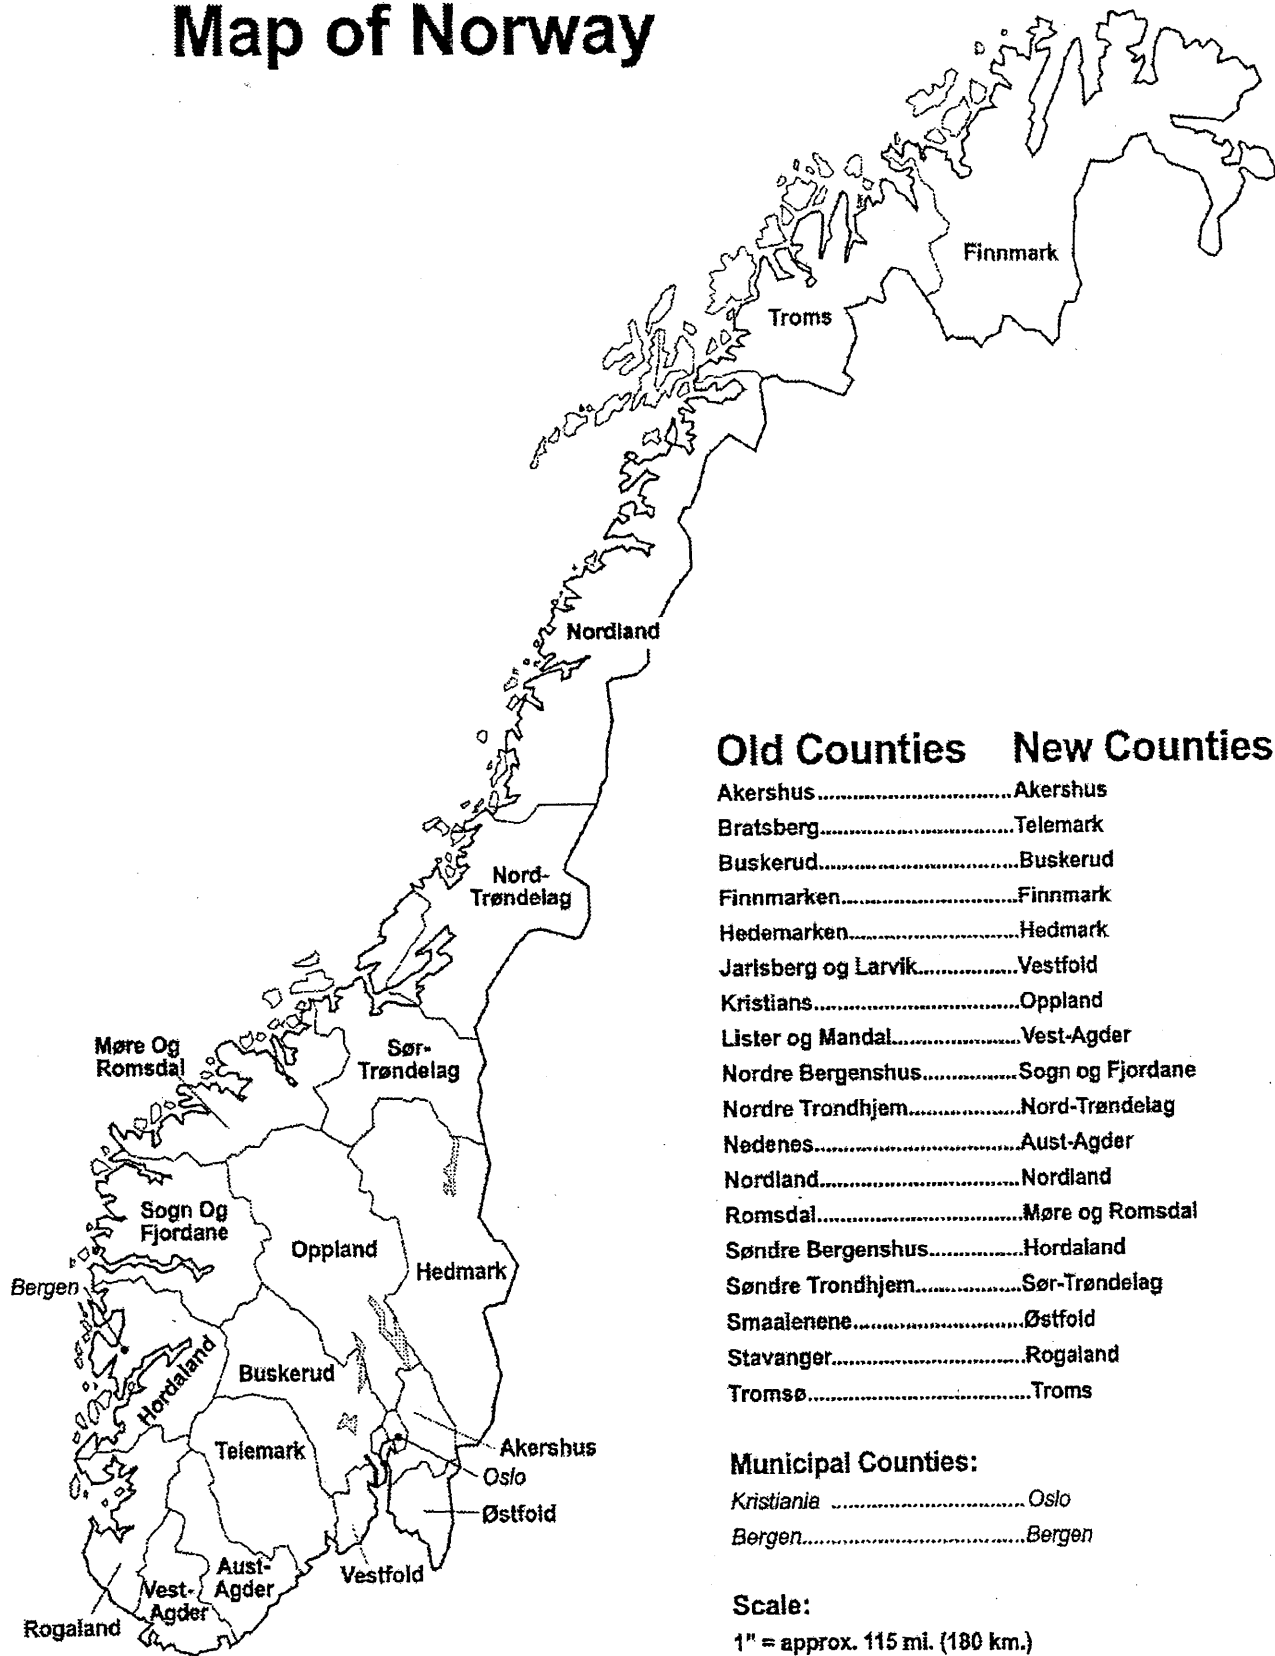 Map of Norway
Finnmark
Troms
Nordland
Nord-
Trøndelag
Møre Og
Romsdal
Sør-
Trøndelag
Sogn Og
Fjordane
Oppland
Hedmark
Bergen
Hordaland
Buskerud
Telemark
Akershus
Oslo
Østfold
Vestfold
Aust-
Agder
Vest-
Agder
Rogaland
Old Counties New Counties
Akershus.................................Akershus
Bratsberg.................................Telemark
Buskerud..................................Buskerud
Finnmarken..............................Finnmark
Hedemarken.............................Hedmark
Jarlsberg og Larvik.................Vestfold
Kristians...................................Oppland
Lister og Mandal......................Vest-Agder
Nordre Bergenshus................Sogn og Fjordane
Nordre Trondhjem...................Nord-Trøndelag
Nedenes...................................Aust-Agder
Nordland..................................Nordland
Romsdal...................................Møre og Romsdal
Søndre Bergenshus................Hordaland
Søndre Trondhjem..................Sør-Trøndelag
Smaalenene.............................Østfold
Stavanger.................................Rogaland
Tromsø......................................Troms
Municipal Counties:
Kristiania .................................Oslo
Bergen......................................Bergen
Scale:
1" = approx. 115 mi. (180 km.)